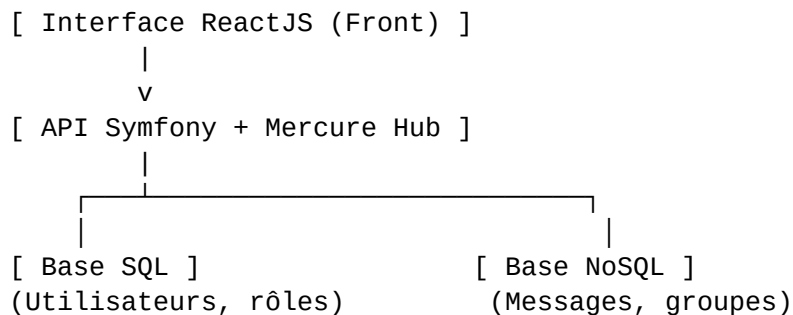 [ Interface ReactJS (Front) ]
|
v
[ API Symfony + Mercure Hub ]
|
┌───┴──────────────────────────┐
│ │
[ Base SQL ] [ Base NoSQL ]
(Utilisateurs, rôles) (Messages, groupes)